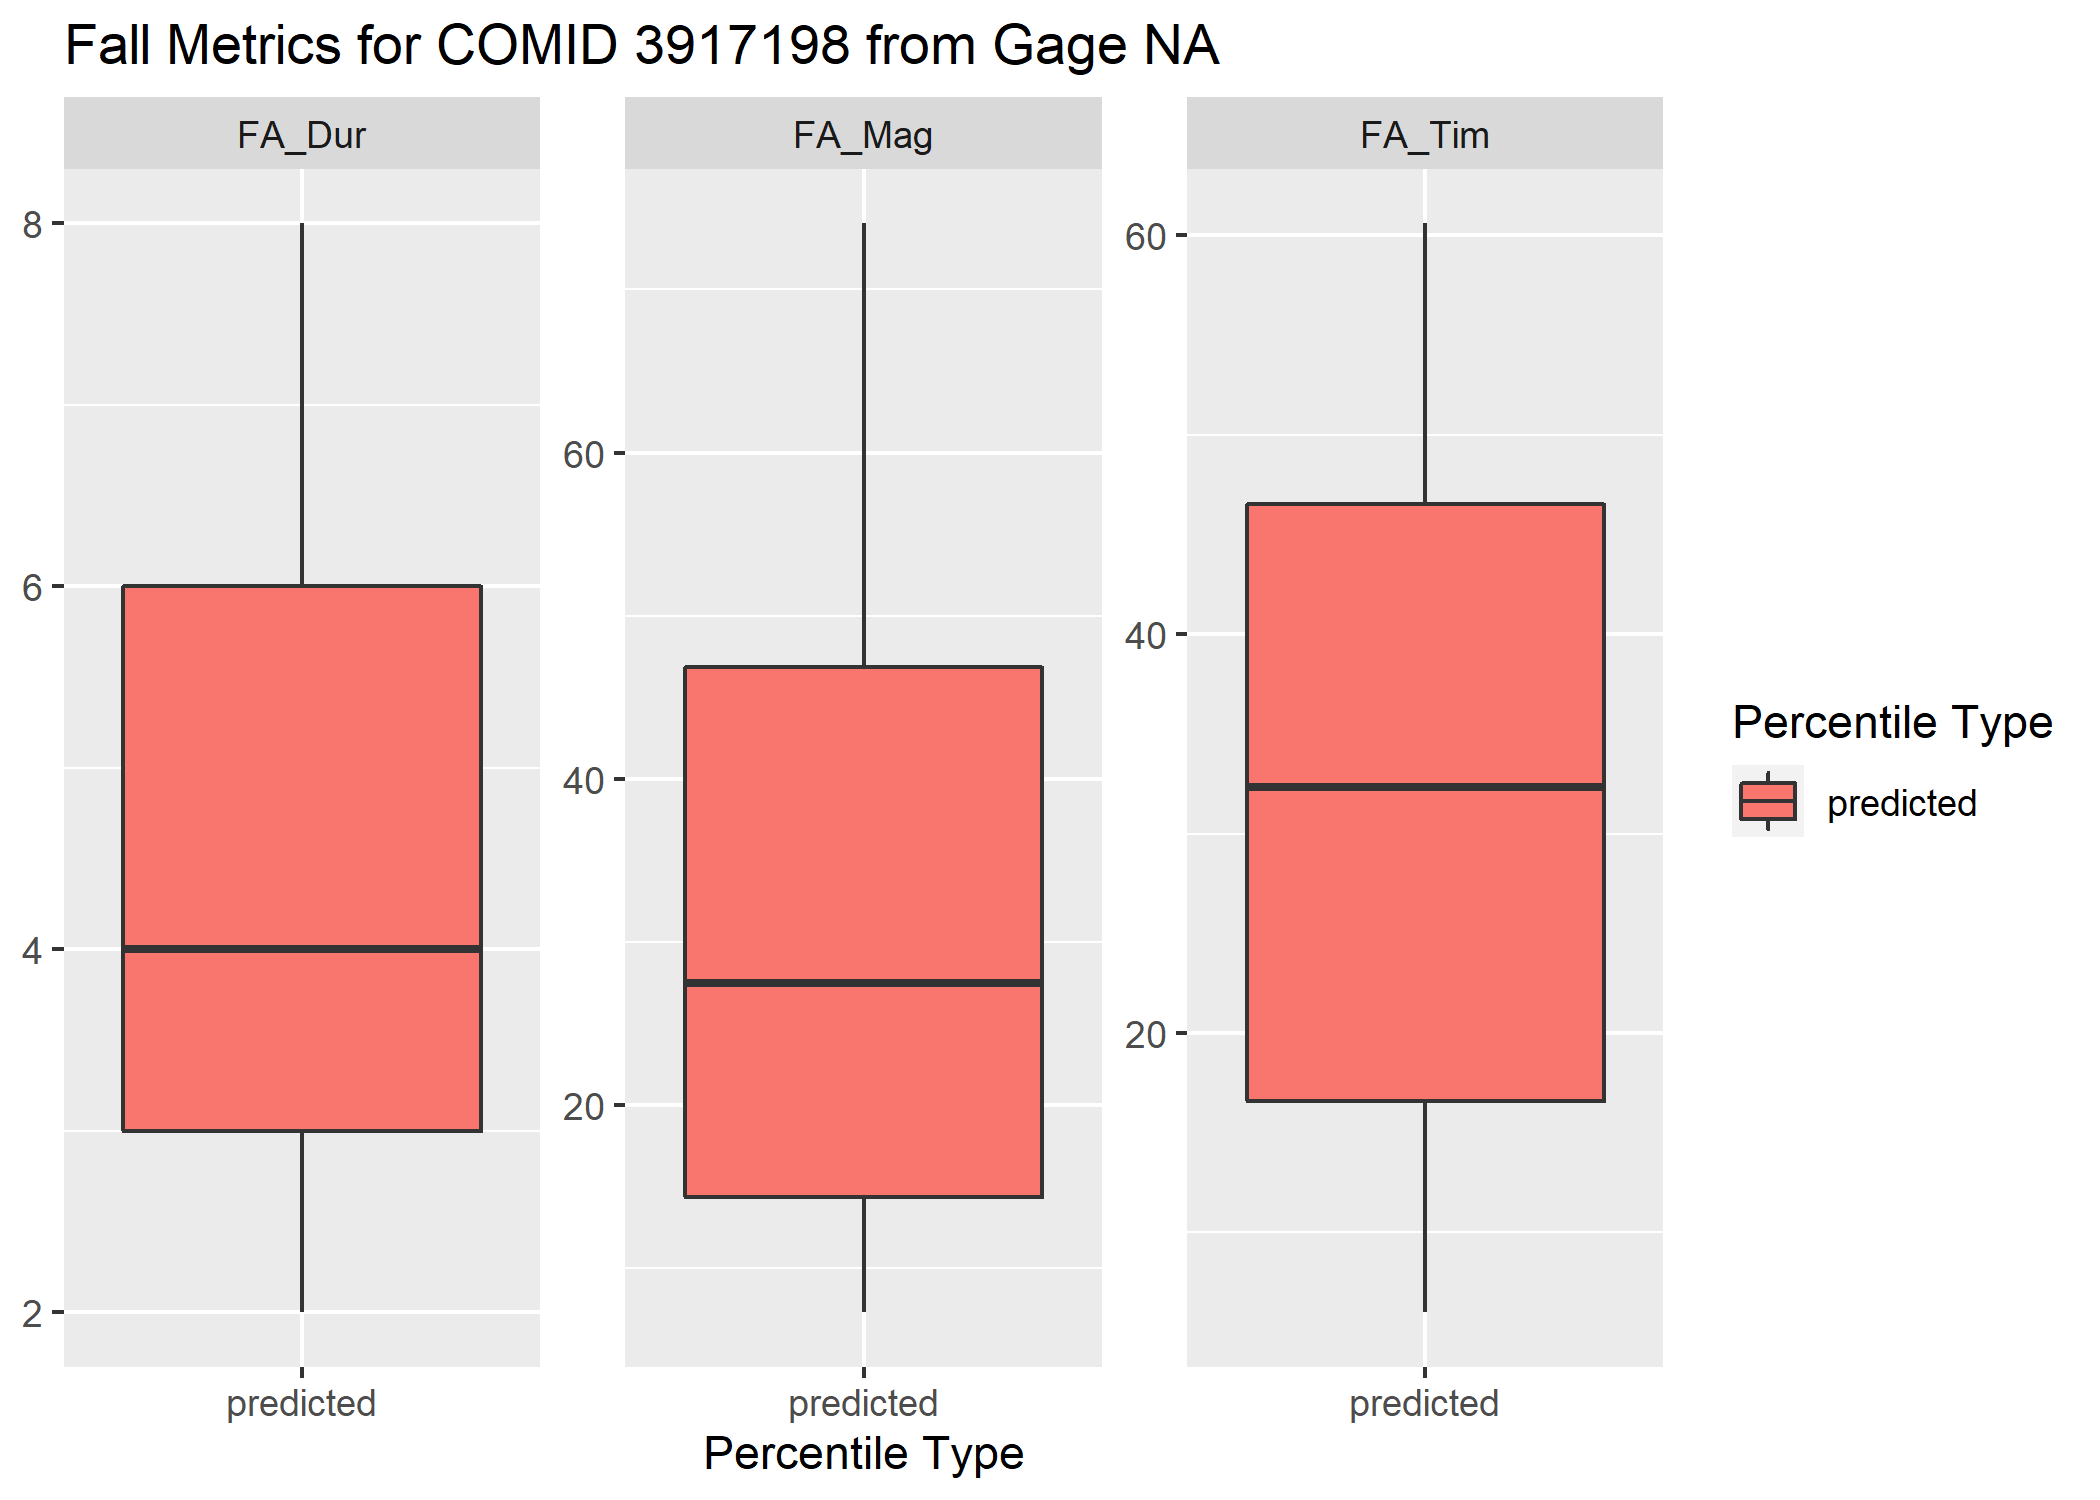 Fall Metrics for COMID 3917198 from Gage NA
FA_Dur
FA_Mag
FA_Tim
8
6
4
2
60
40
20
60
40
20
predicted
predicted
predicted
Percentile Type
Percentile Type
predicted